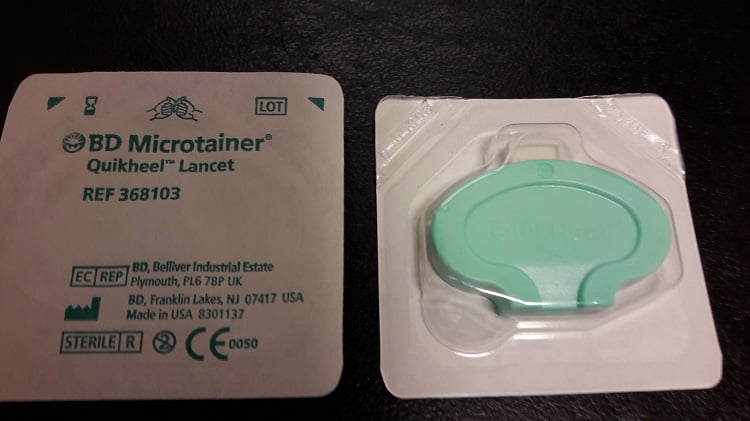 LOT
BD Microtainer®
Quikheel™ Lancet
REF 368103
EC REP BD, Belliver Industrial Estate
Plymouth, PL6 7BP UK
BD, Franklin Lakes, NJ 07417 USA
Made in USA 8301137
STERILE R 2 CE 0050